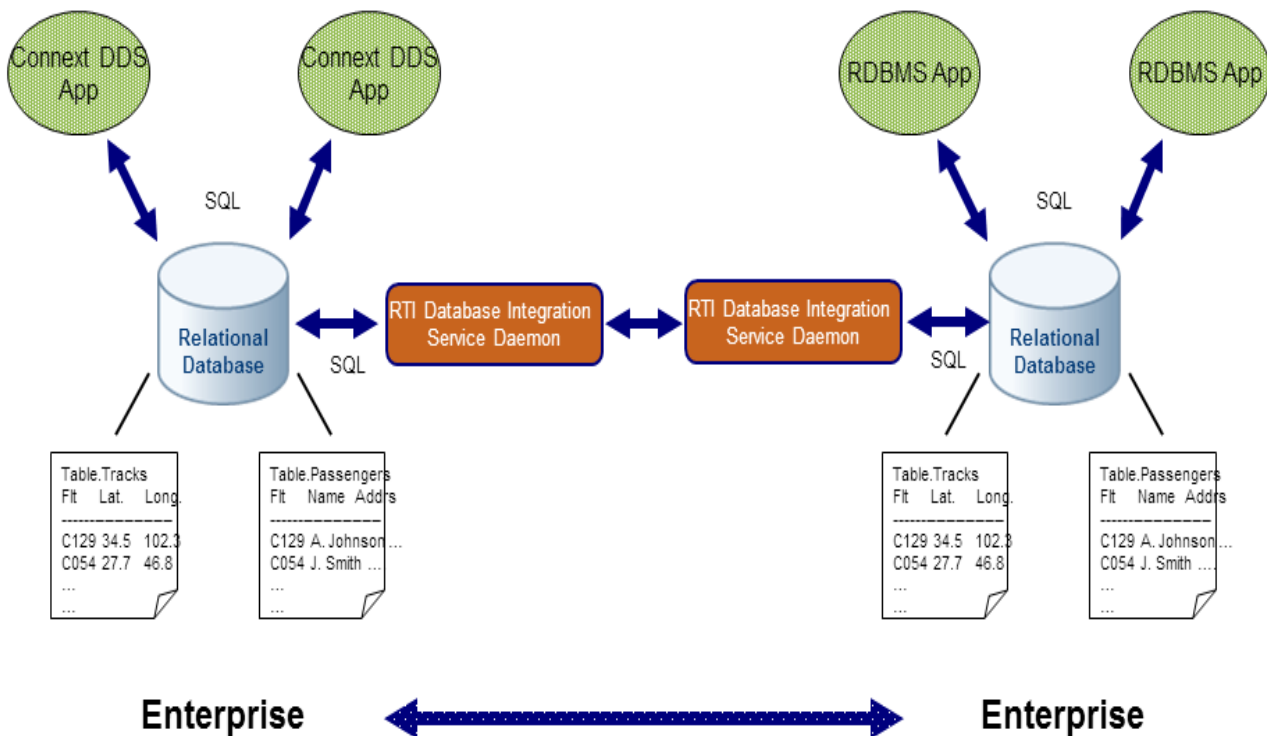 Connext DDS
App
Connext DDS
App
RDBMS App
RDBMS App
SQL
SQL
Relational
Database
RTI Database Integration
Service Daemon
RTI Database Integration
Service Daemon
Relational
Database
SQL
SQL
Table.Tracks
Flt Lat. Long.
--------------------
C129 34.5 102.3
C054 27.7 46.8
...
...
Table.Passengers
Flt Name Addrs
--------------------
C129 A. Johnson ...
C054 J. Smith ...
...
...
Table.Tracks
Flt Lat. Long.
--------------------
C129 34.5 102.3
C054 27.7 46.8
...
...
Table.Passengers
Flt Name Addrs
--------------------
C129 A. Johnson ...
C054 J. Smith ....
...
...
Enterprise
Enterprise